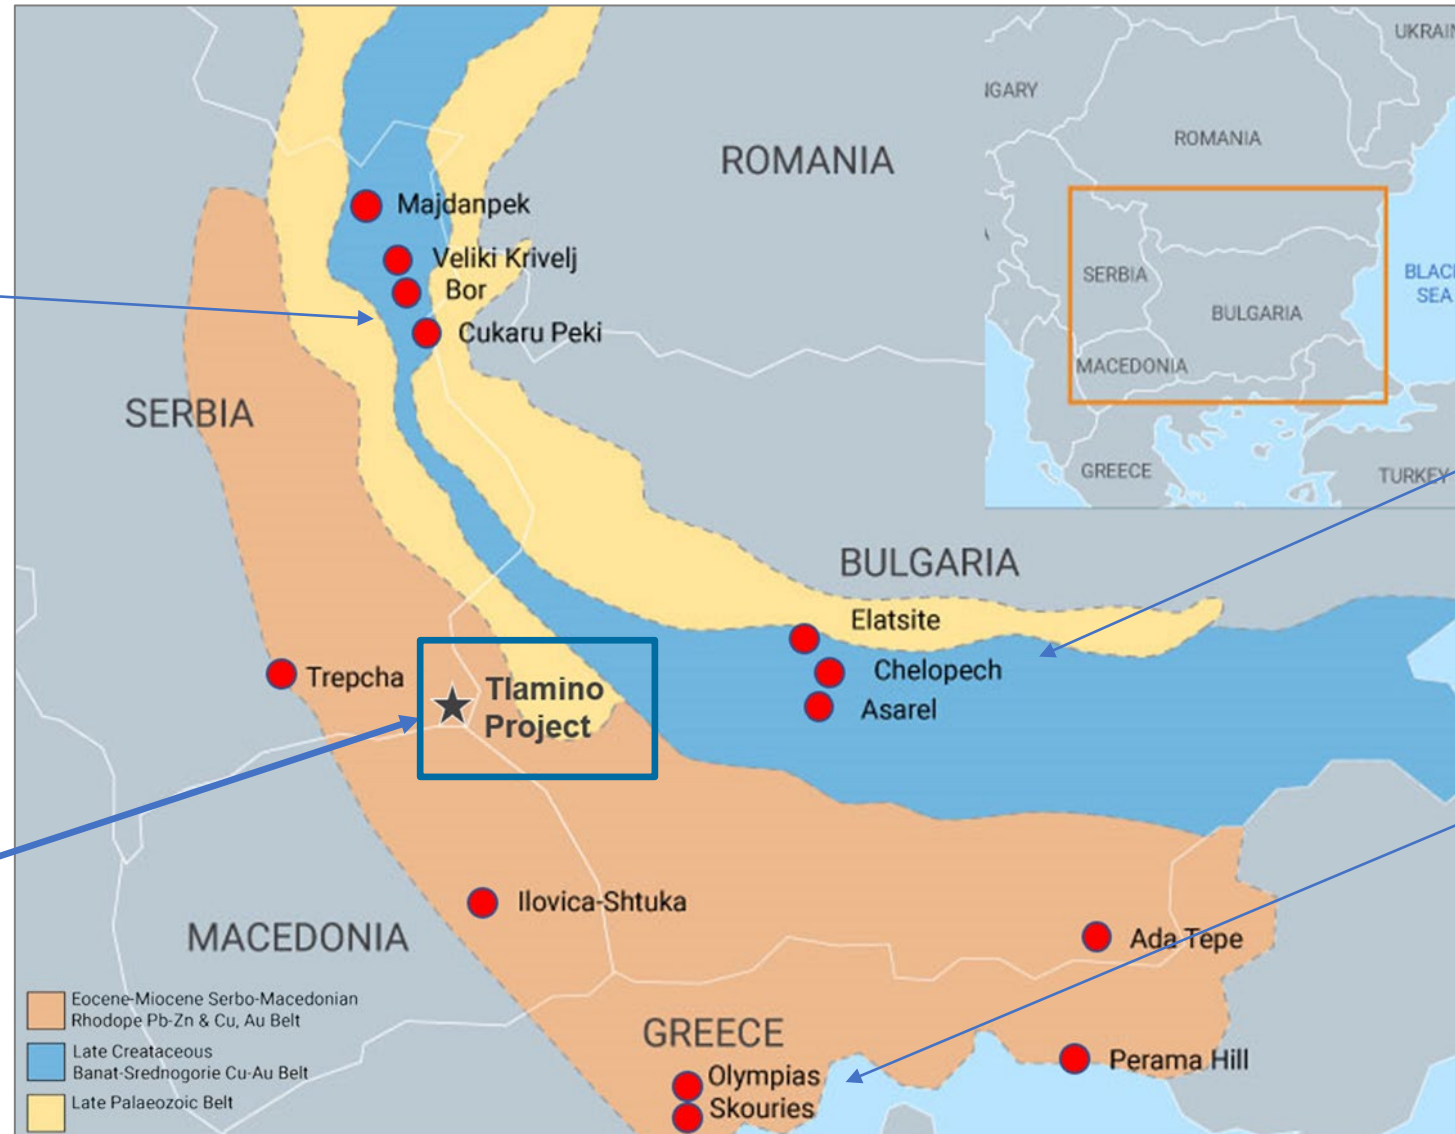 ROMANIA
Majdanpek
Veliki Krivelj
Bor
Cukaru Peki
SERBIA
BULGARIA
Elatsite
Chelopech
Asarel
Trepcha
Tlamino
Project
Ilovica-Shtuka
MACEDONIA
Ada Tepe
GREECE
Perama Hill
Olympias
Skouries
UKRAIN
IGARY
ROMANIA
SERBIA
BLACK
SEA
BULGARIA
MACEDONIA
GREECE
TURKEY
Eocene-Miocene Serbo-Macedonian
Rhodope Pb-Zn & Cu, Au Belt
Late Creataceous
Banat-Srednogorie Cu-Au Belt
Late Palaeozoic Belt